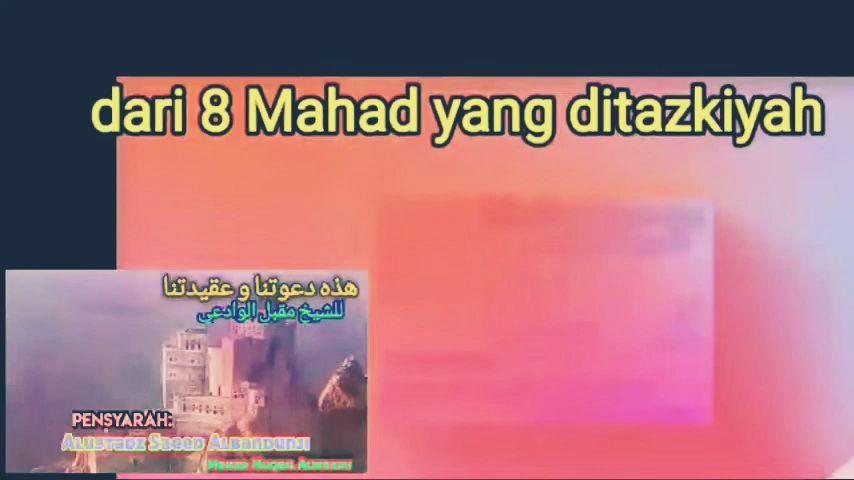 dari 8 Mahad yang ditazkiyah
هذه دعوتنا و عقيدتنا
للشيخ مقبل الوادعي
PENSYARAH:
Alustadz Saeed Albandunji